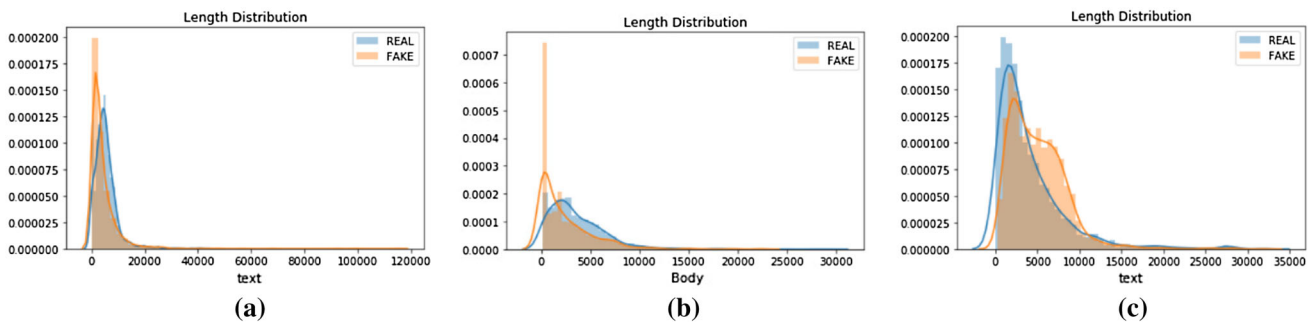 Length Distribution
REAL
FAKE
0.000200
0.000175
0.000150
0.000125
0.000100
0.000075
0.000050
0.000025
0.000000
0 20000 40000 60000 80000 100000 120000
text
(a)
Length Distribution
REAL
FAKE
0.0007
0.0006
0.0005
0.0004
0.0003
0.0002
0.0001
0.0000
0 5000 10000 15000 20000 25000 30000
Body
(b)
Length Distribution
REAL
FAKE
0.000200
0.000175
0.000150
0.000125
0.000100
0.000075
0.000050
0.000025
0.000000
0 5000 10000 15000 20000 25000 30000 35000
text
(c)